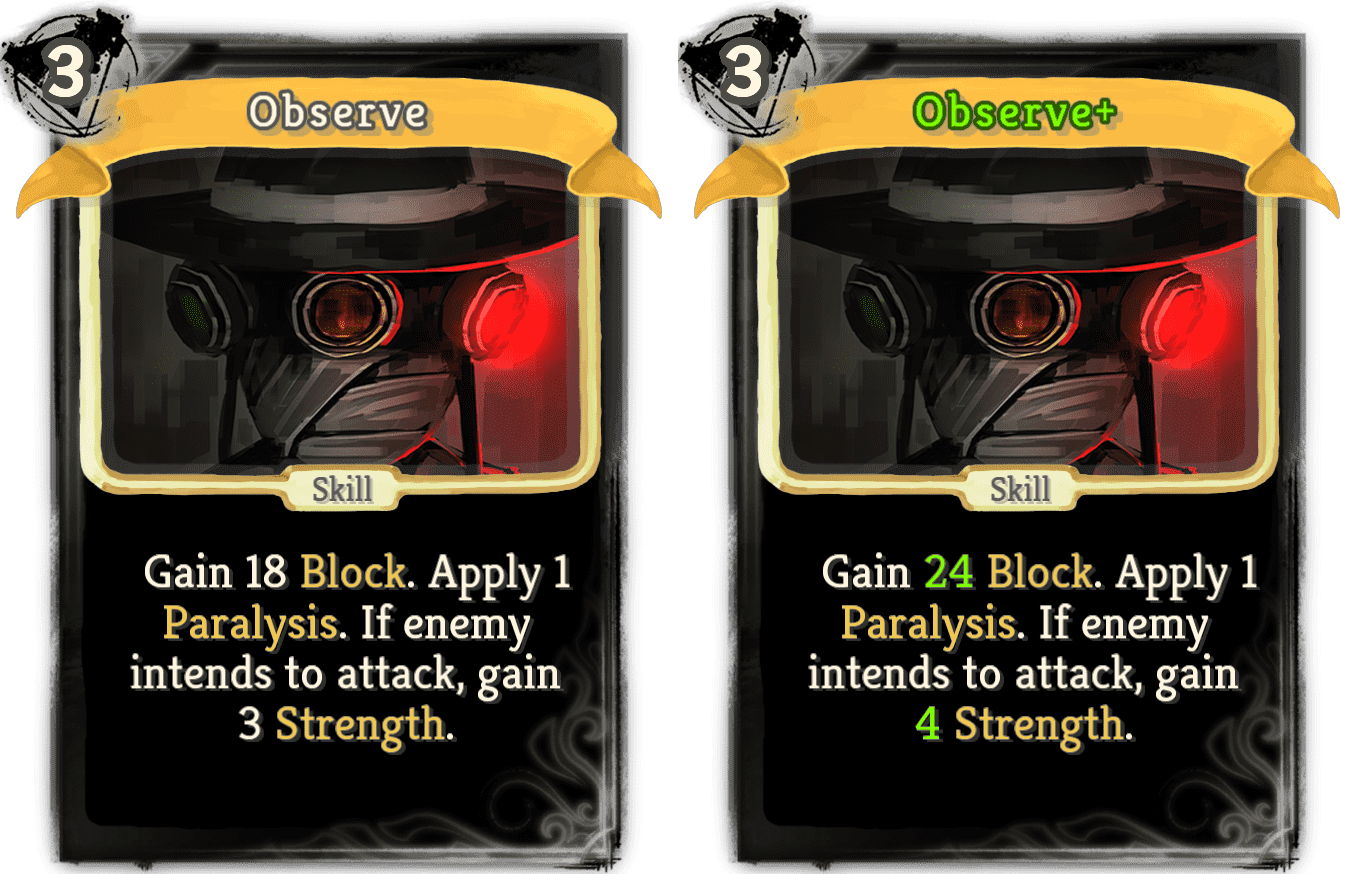 3
Observe
Skill
Gain 18 Block. Apply 1
Paralysis. If enemy
intends to attack, gain
3 Strength.
3
Observe+
Skill
Gain 24 Block. Apply 1
Paralysis. If enemy
intends to attack, gain
4 Strength.